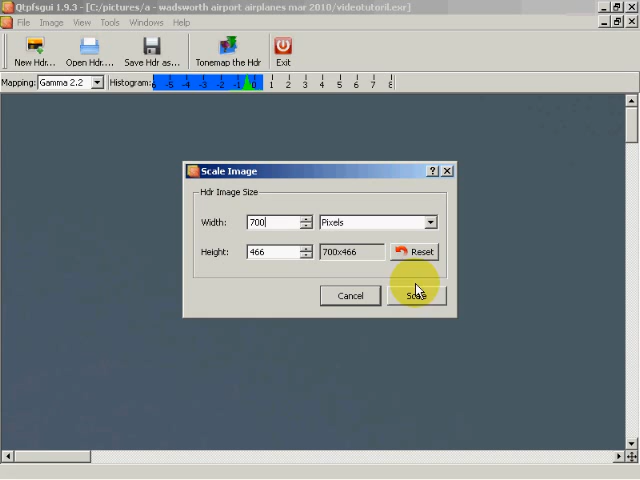 Qtpfsgui 1.9.3 - [C:/pictures/a - wadsworth airport airplanes mar 2010/videotutoril.exr]
File Image View Tools Windows Help
New Hdr... Open Hdr.... Save Hdr as... Tonemap the Hdr Exit
Mapping: Gamma 2.2 Histogram: -5 -4 -3 -2 -1 0 1 2 3 4 5 6 7 8
Scale Image
Hdr Image Size
Width: 700 Pixels
Height: 466 700x466 Reset
Cancel Scale